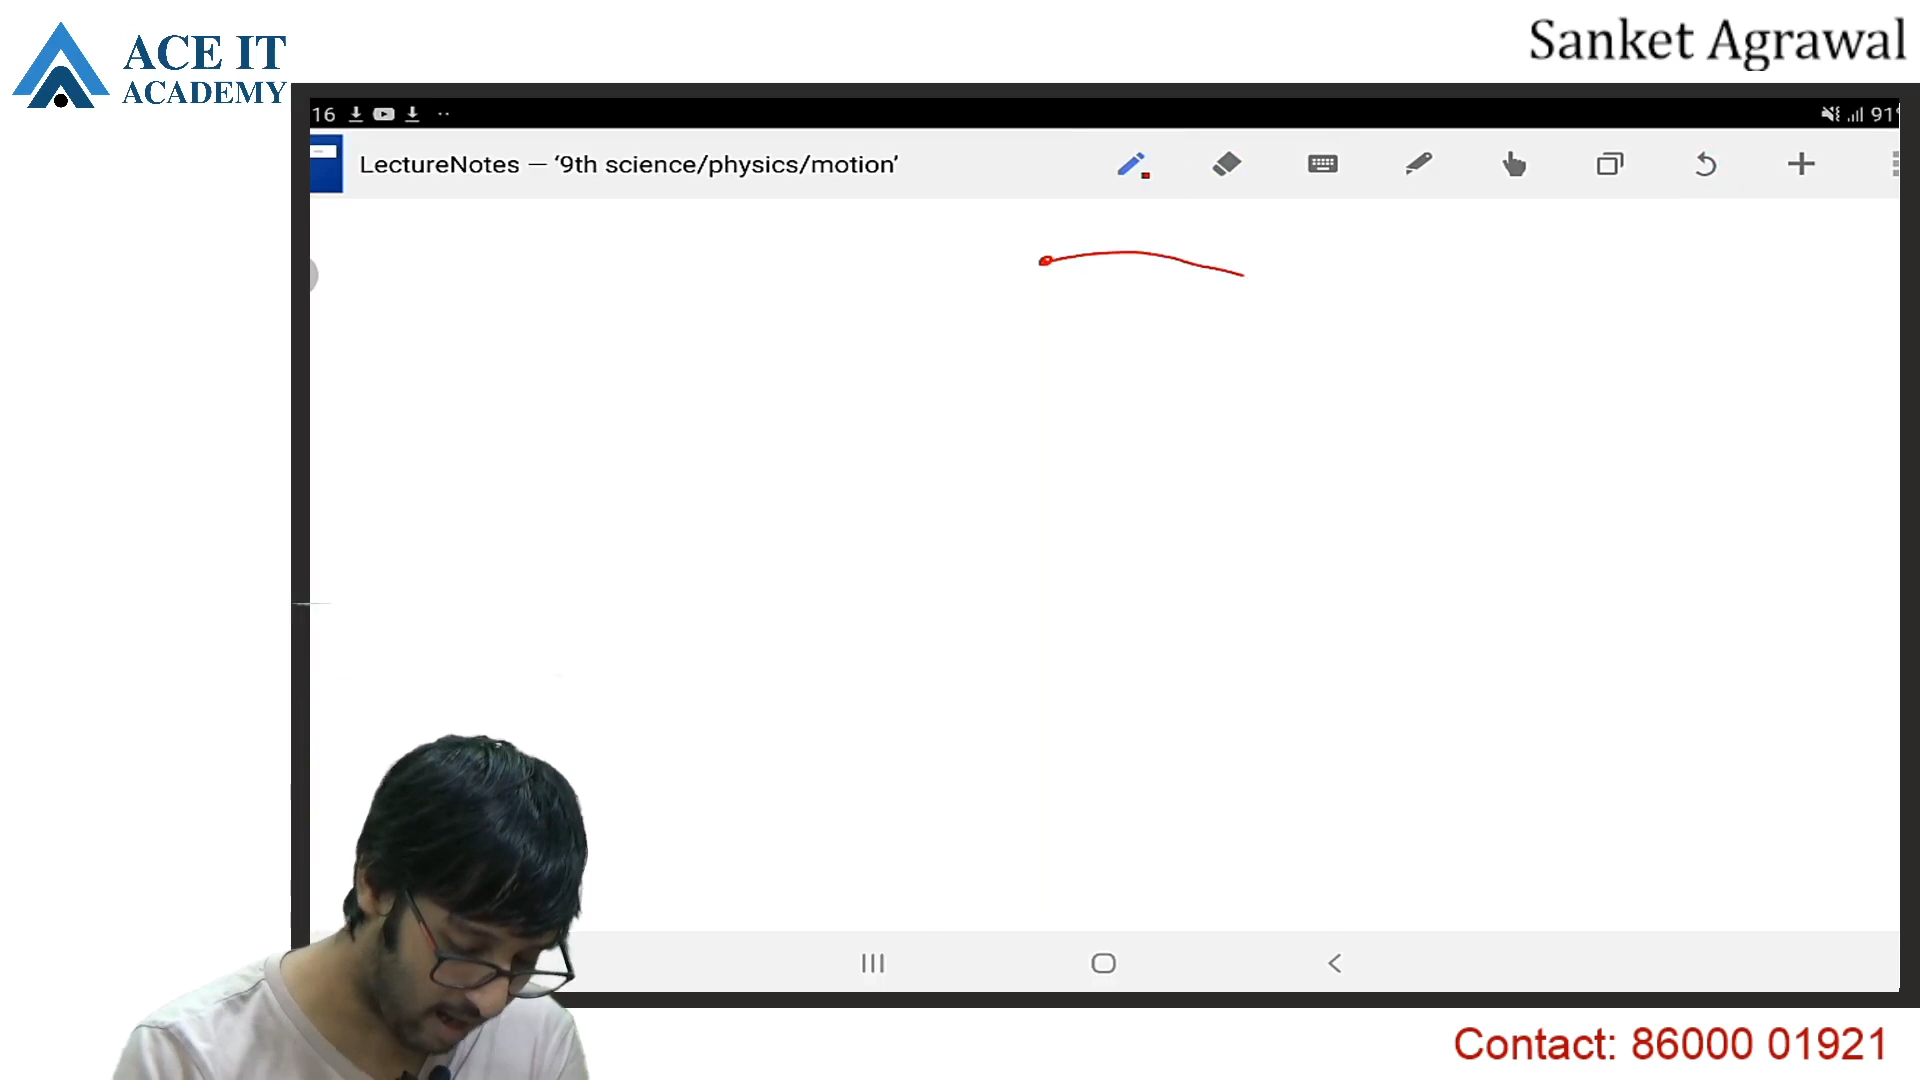 ACE IT
ACADEMY
Sanket Agrawal
16
91
LectureNotes — ‘9th science/physics/motion’
Contact: 86000 01921